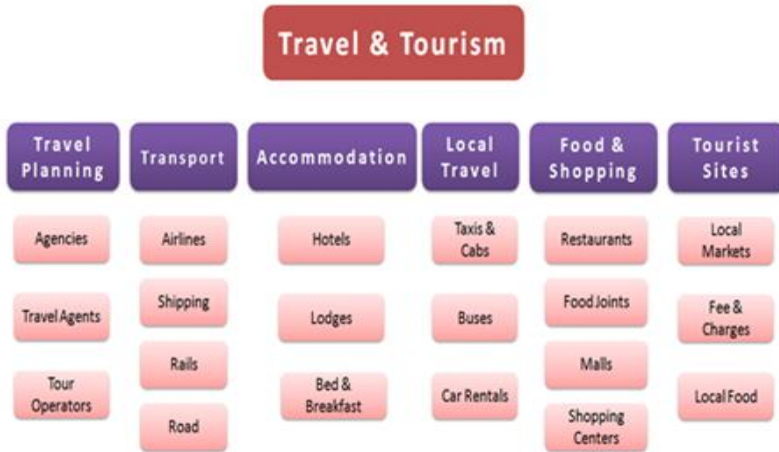 Travel & Tourism
Travel
Planning
Transport
Accommodation
Local
Travel
Food &
Shopping
Tourist
Sites
Agencies
Travel Agents
Tour
Operators
Airlines
Shipping
Rails
Road
Hotels
Lodges
Bed &
Breakfast
Taxis &
Cabs
Buses
Car Rentals
Restaurants
Food Joints
Malls
Shopping
Centers
Local
Markets
Fee &
Charges
Local Food